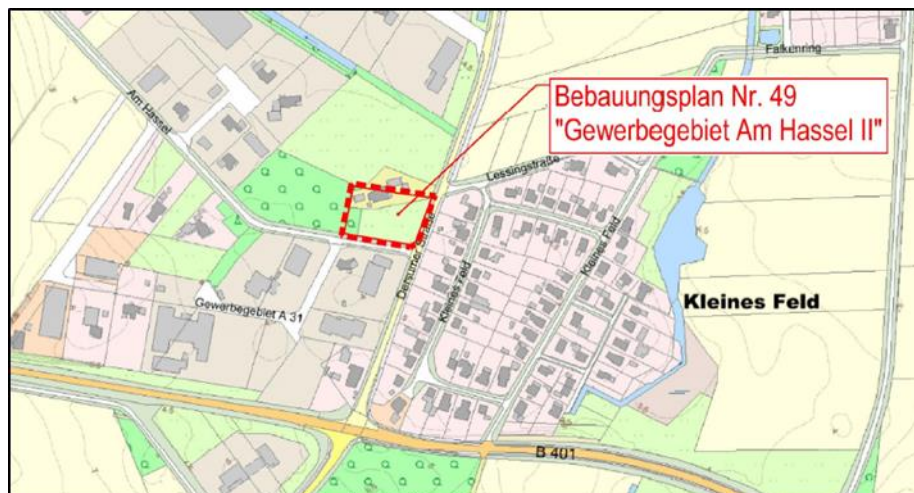 Falkenring
Am Hassel
Bebauungsplan Nr. 49
"Gewerbegebiet Am Hassel II"
Lessingstraße
Dersumer Straße
Kleines Feld
Kleines Feld
Kleines Feld
Gewerbegebiet A 31
B 401